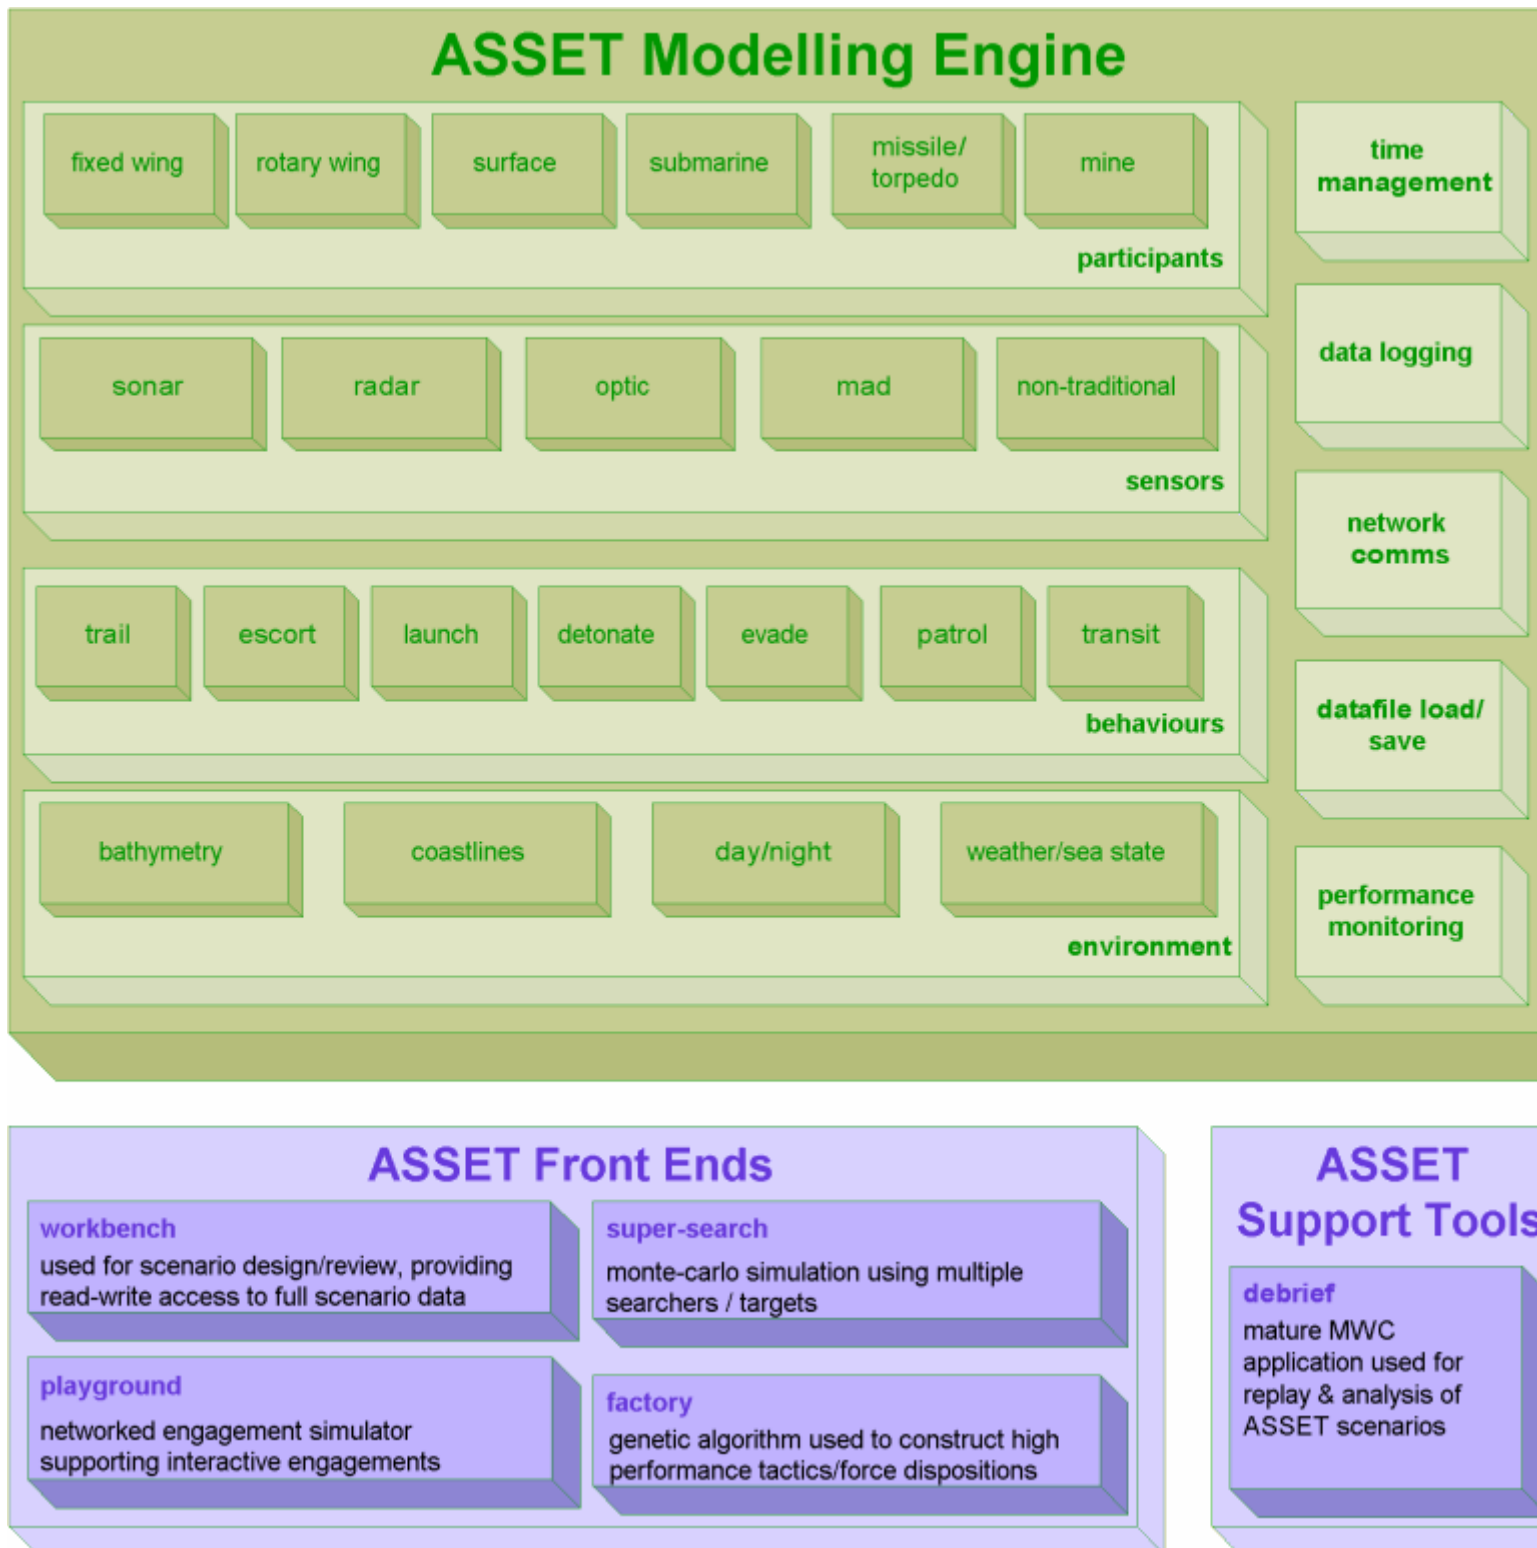 ASSET Modelling Engine
fixed wing
rotary wing
surface
submarine
missile/
torpedo
mine
participants
time
management
sonar
radar
optic
mad
non-traditional
sensors
data logging
network
comms
trail
escort
launch
detonate
evade
patrol
transit
behaviours
datafile load/
save
bathymetry
coastlines
day/night
weather/sea state
environment
performance
monitoring
ASSET Front Ends
workbench
used for scenario design/review, providing
read-write access to full scenario data
super-search
monte-carlo simulation using multiple
searchers / targets
playground
networked engagement simulator
supporting interactive engagements
factory
genetic algorithm used to construct high
performance tactics/force dispositions
ASSET
Support Tools
debrief
mature MWC
application used for
replay & analysis of
ASSET scenarios